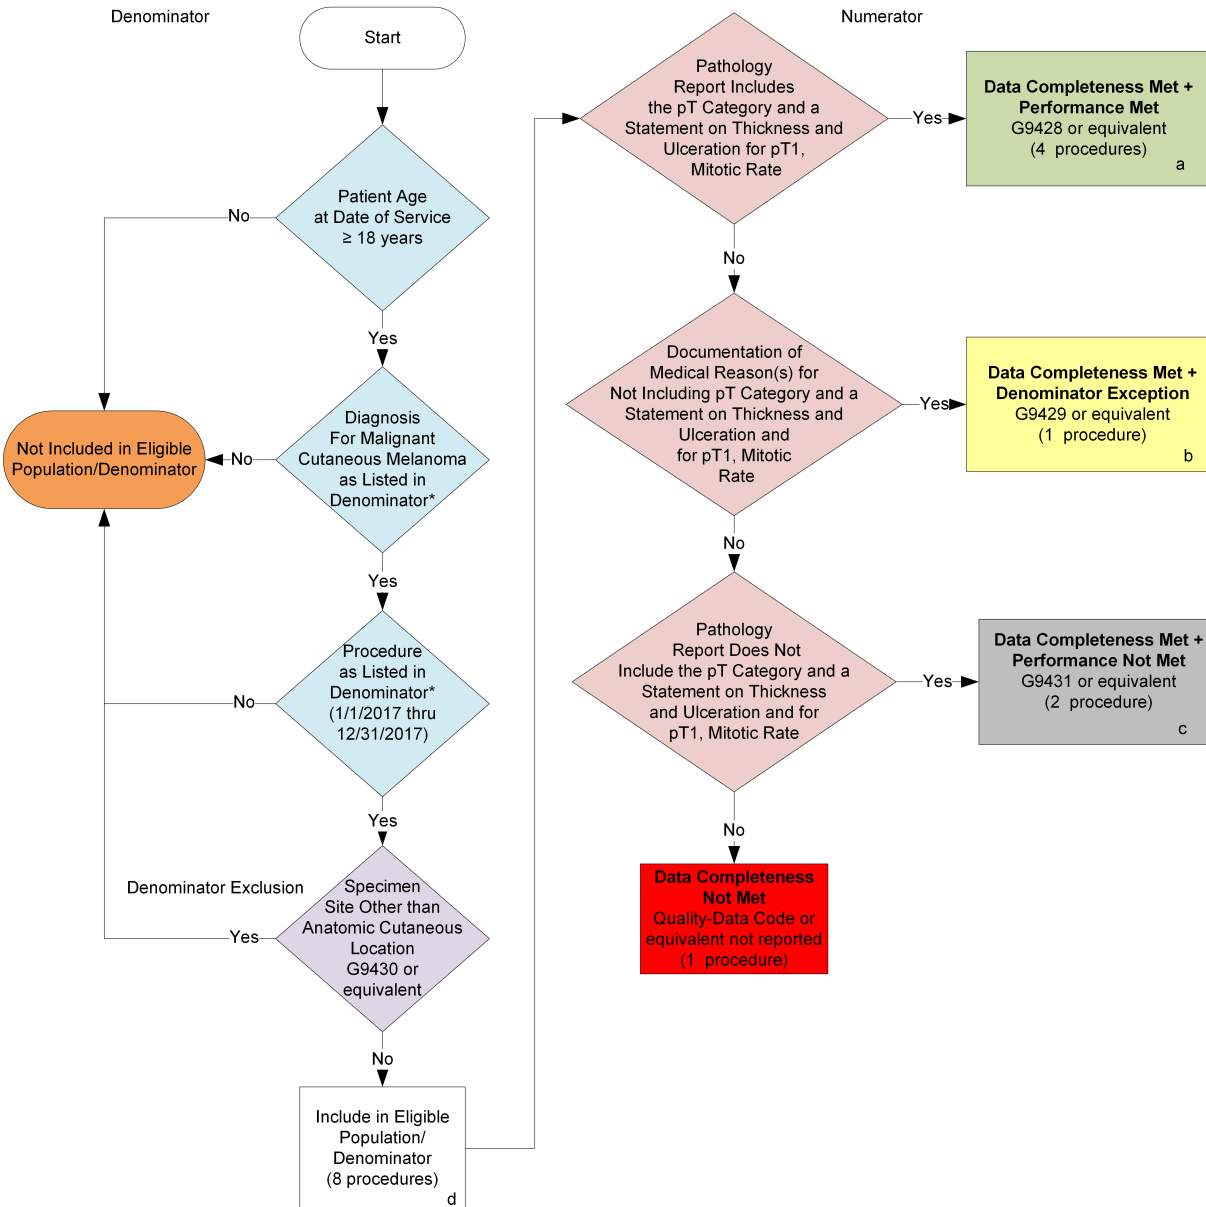 Denominator
Start
Patient Age
at Date of Service
≥ 18 years
No
Yes
Diagnosis
For Malignant
Cutaneous Melanoma
as Listed in
Denominator*
No
Not Included in Eligible
Population/Denominator
Yes
Procedure
as Listed in
Denominator*
(1/1/2017 thru
12/31/2017)
No
Yes
Denominator Exclusion
Specimen
Site Other than
Anatomic Cutaneous
Location
G9430 or
equivalent
Yes
No
Include in Eligible
Population/
Denominator
(8 procedures)
d
Numerator
Pathology
Report Includes
the pT Category and a
Statement on Thickness and
Ulceration for pT1,
Mitotic Rate
Yes
Data Completeness Met +
Performance Met
G9428 or equivalent
(4 procedures)
a
No
Documentation of
Medical Reason(s) for
Not Including pT Category and a
Statement on Thickness and
Ulceration and
for pT1, Mitotic
Rate
Yes
Data Completeness Met +
Denominator Exception
G9429 or equivalent
(1 procedure)
b
No
Pathology
Report Does Not
Include the pT Category and a
Statement on Thickness
and Ulceration and for
pT1, Mitotic Rate
Yes
Data Completeness Met +
Performance Not Met
G9431 or equivalent
(2 procedure)
c
No
Data Completeness
Not Met
Quality-Data Code or
equivalent not reported
(1 procedure)